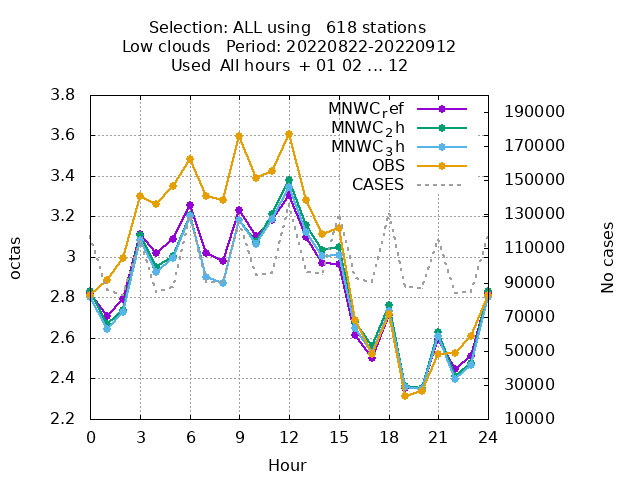 Selection: ALL using   618 stations
Low clouds   Period: 20220822-20220912
Used  All hours  + 01 02 ... 12
MNWCref
MNWC2h
MNWC3h
OBS
CASES
3.8
3.6
3.4
3.2
3
2.8
2.6
2.4
2.2
octas
190000
170000
150000
130000
110000
90000
70000
50000
30000
10000
No cases
0 3 6 9 12 15 18 21 24
Hour